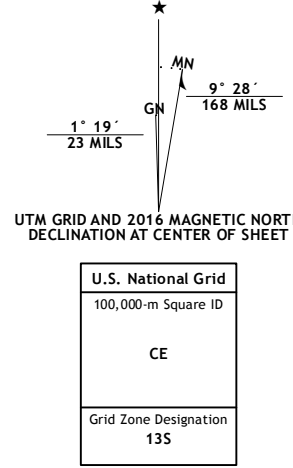 ★
MN
GN
9° 28´
168 MILS
1° 19´
23 MILS
UTM GRID AND 2016 MAGNETIC NORT
DECLINATION AT CENTER OF SHEET
U.S. National Grid
100,000-m Square ID
CE
Grid Zone Designation
13S